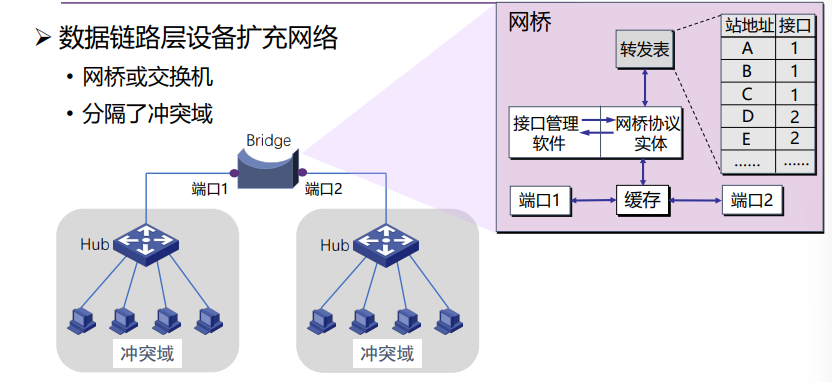 ➢ 数据链路层设备扩充网络
• 网桥或交换机
• 分隔了冲突域
Bridge
端口1
端口2
Hub
Hub
冲突域
冲突域
网桥
转发表
站地址 接口
A 1
B 1
C 1
D 2
E 2
...... ......
接口管理
软件
网桥协议
实体
端口1
缓存
端口2